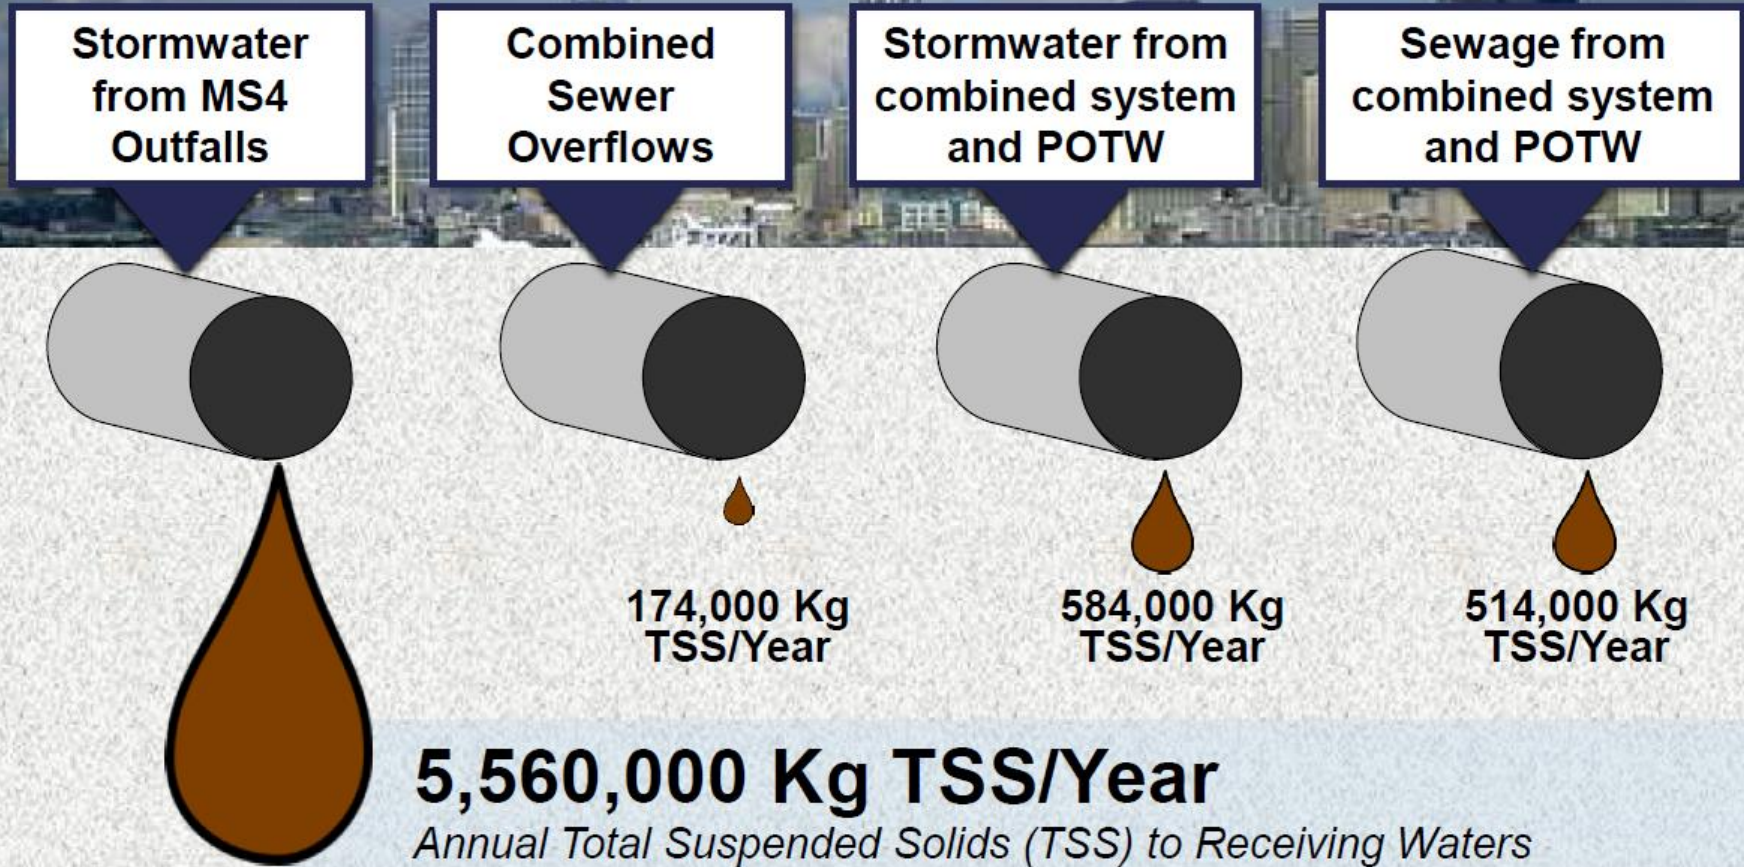 Stormwater
from MS4
Outfalls
Combined
Sewer
Overflows
Stormwater from
combined system
and POTW
Sewage from
combined system
and POTW
174,000 Kg
TSS/Year
584,000 Kg
TSS/Year
514,000 Kg
TSS/Year
5,560,000 Kg TSS/Year
Annual Total Suspended Solids (TSS) to Receiving Waters